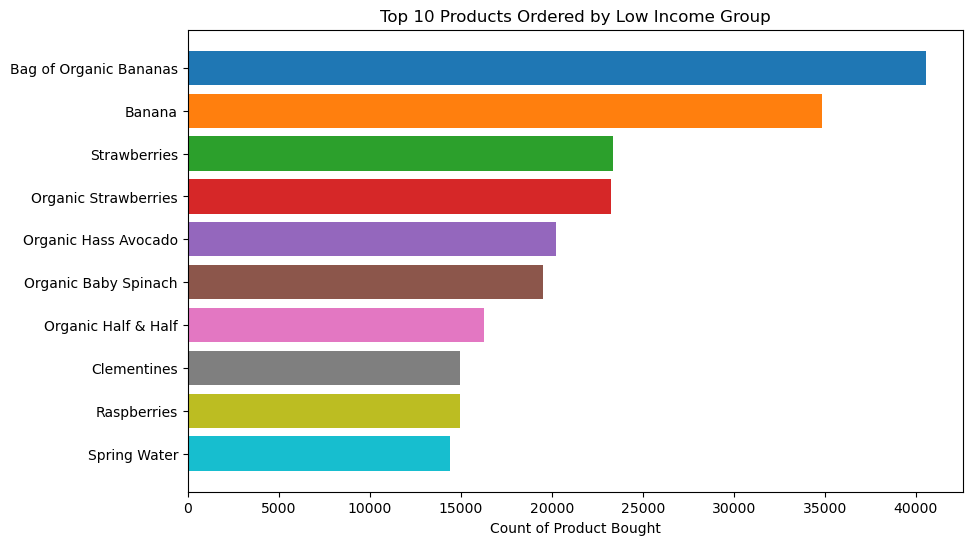 Top 10 Products Ordered by Low Income Group
Bag of Organic Bananas
Banana
Strawberries
Organic Strawberries
Organic Hass Avocado
Organic Baby Spinach
Organic Half & Half
Clementines
Raspberries
Spring Water
0 5000 10000 15000 20000 25000 30000 35000 40000
Count of Product Bought